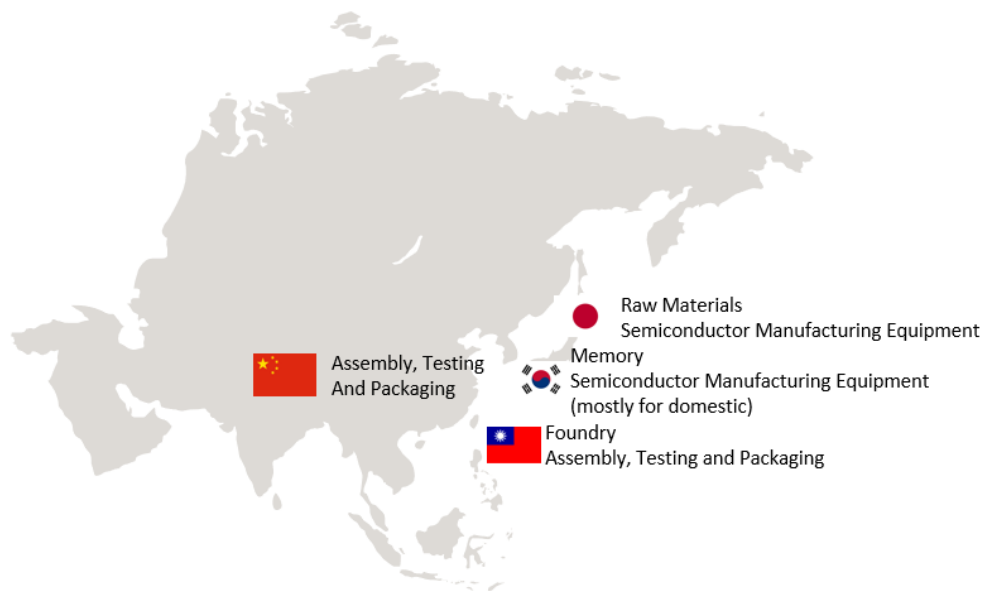 Raw Materials
Semiconductor Manufacturing Equipment
Memory
Semiconductor Manufacturing Equipment
(mostly for domestic)
Assembly, Testing
And Packaging
Foundry
Assembly, Testing and Packaging